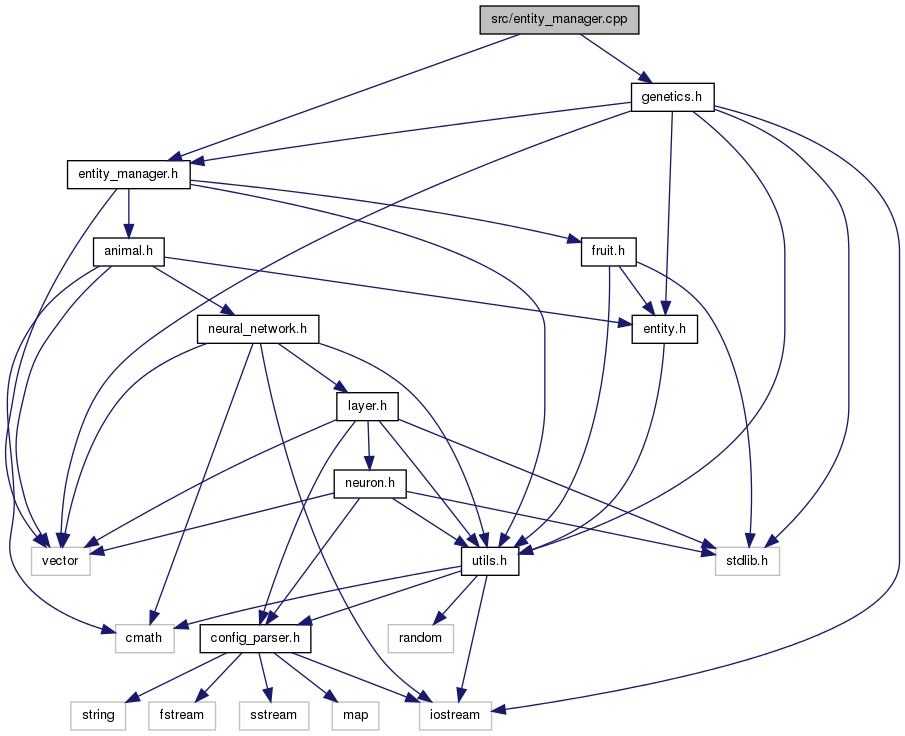 src/entity_manager.cpp
genetics.h
entity_manager.h
animal.h
fruit.h
neural_network.h
entity.h
layer.h
neuron.h
vector
utils.h
stdlib.h
cmath
config_parser.h
random
string
fstream
sstream
map
iostream